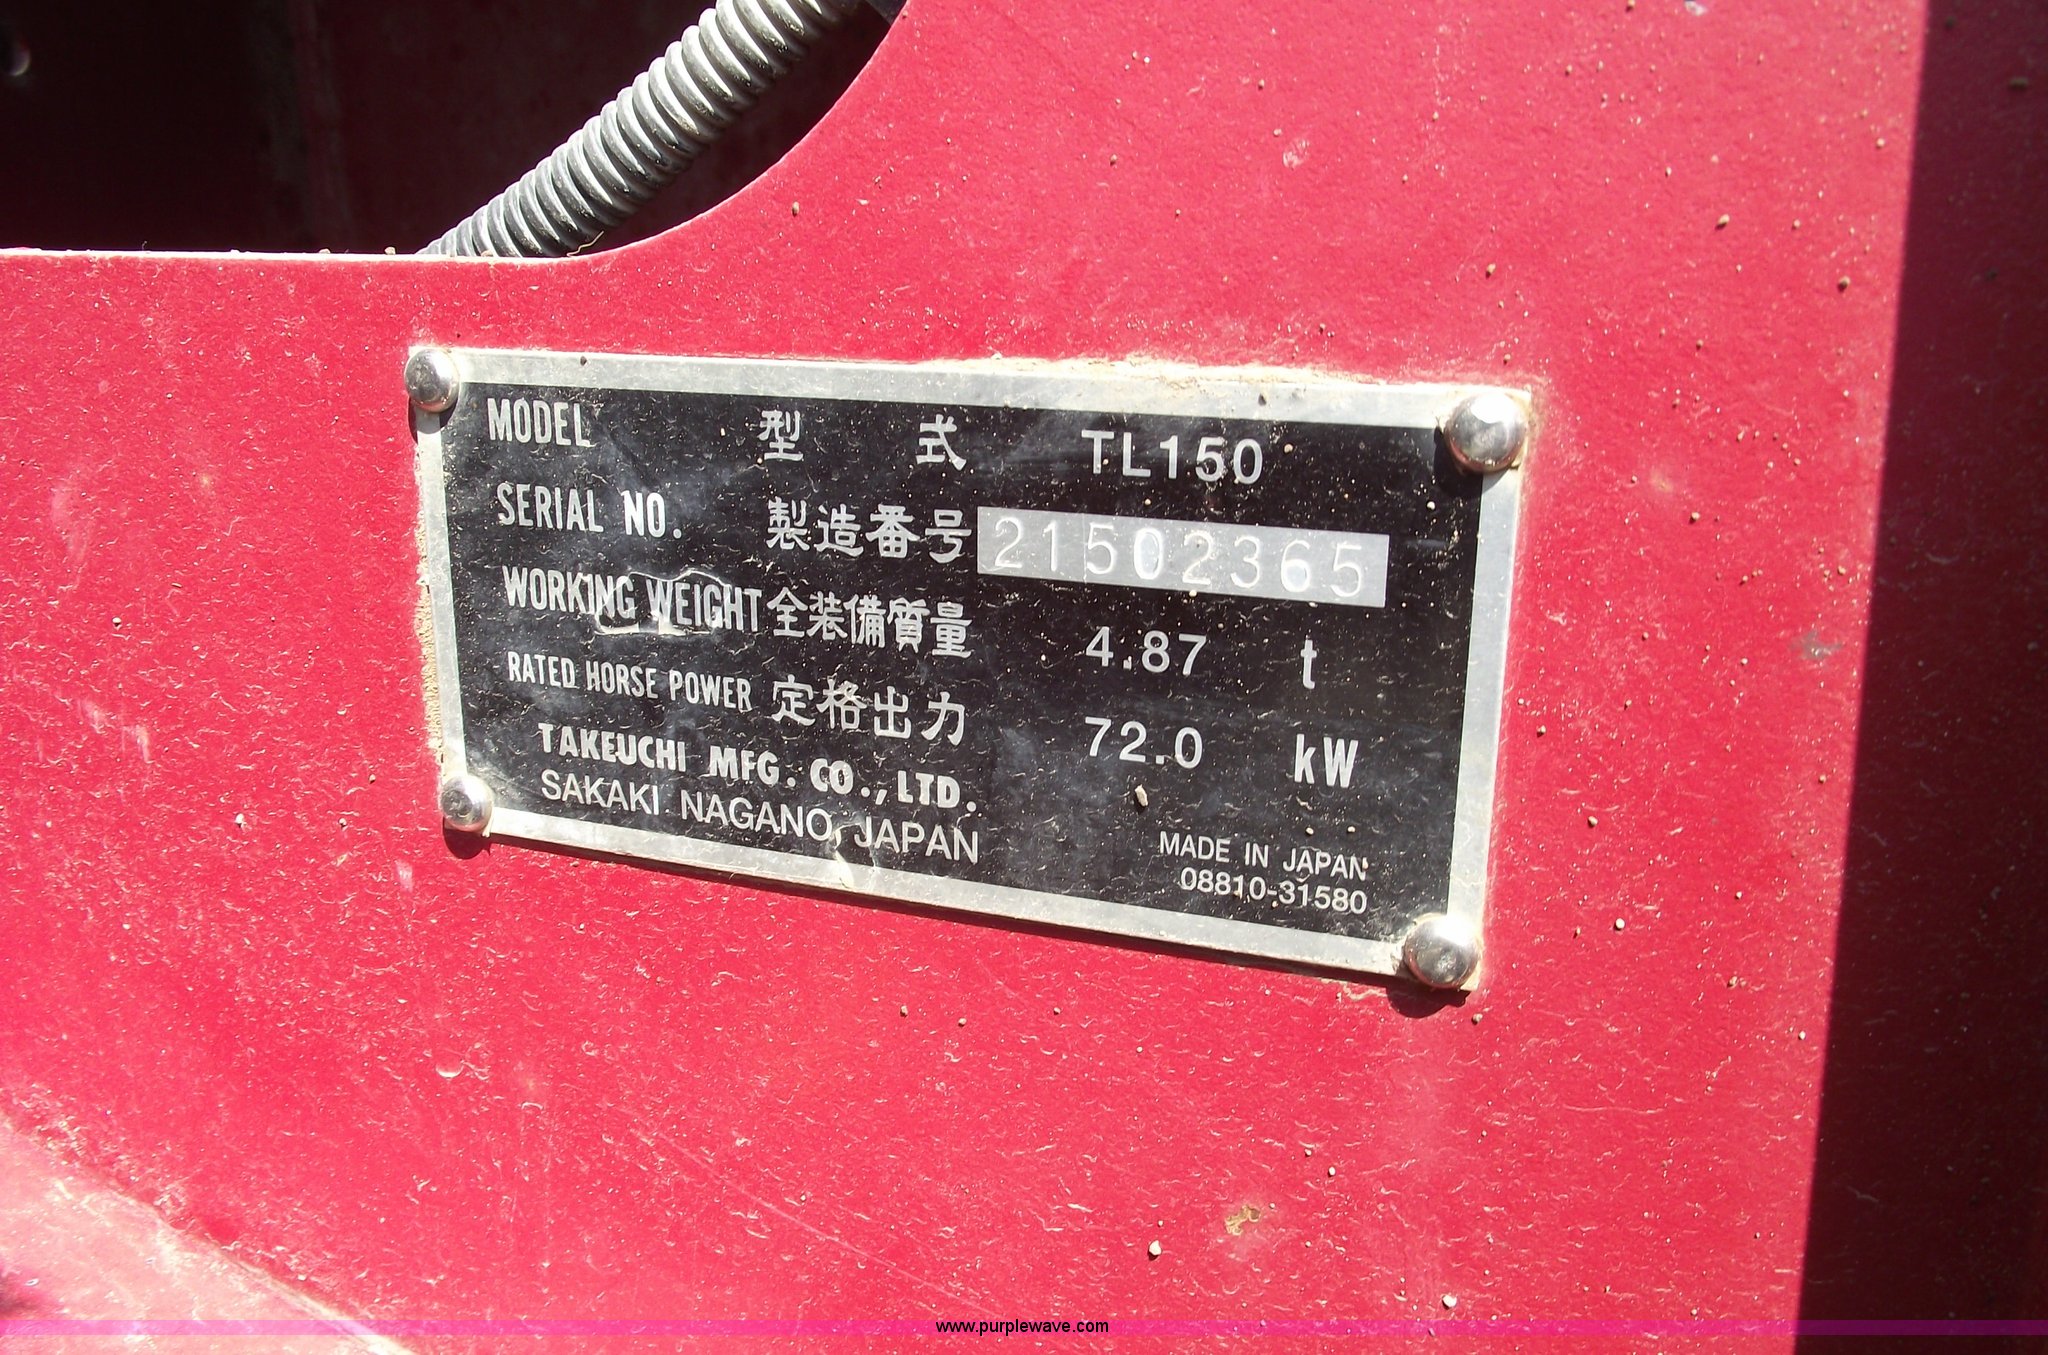 MODEL 型 式 TL150
SERIAL NO. 製造番号 21502365
WORKING WEIGHT 全装備質量 4.87 t
RATED HORSE POWER 定格出力 72.0 kW
TAKEUCHI MFG. CO., LTD.
SAKAKI NAGANO, JAPAN
MADE IN JAPAN
08810-31580
www.purplewave.com